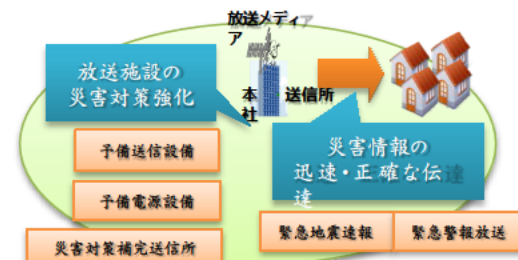 放送メディ
ア
放送施設の
災害対策強化
本
社
送信所
災害情報の
迅速・正確な伝
達
予備送信設備
予備電源設備
災害対策補完送信所
緊急地震速報
緊急警報放送